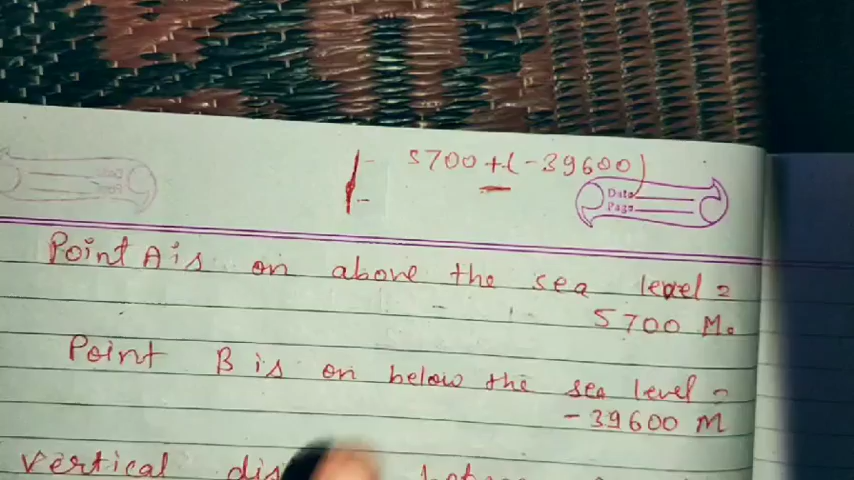 5700 + (-39600)
Date
Page
Point A is on above the sea level =
5700 M.
Point B is on below the sea level =
-39600 M
Vertical